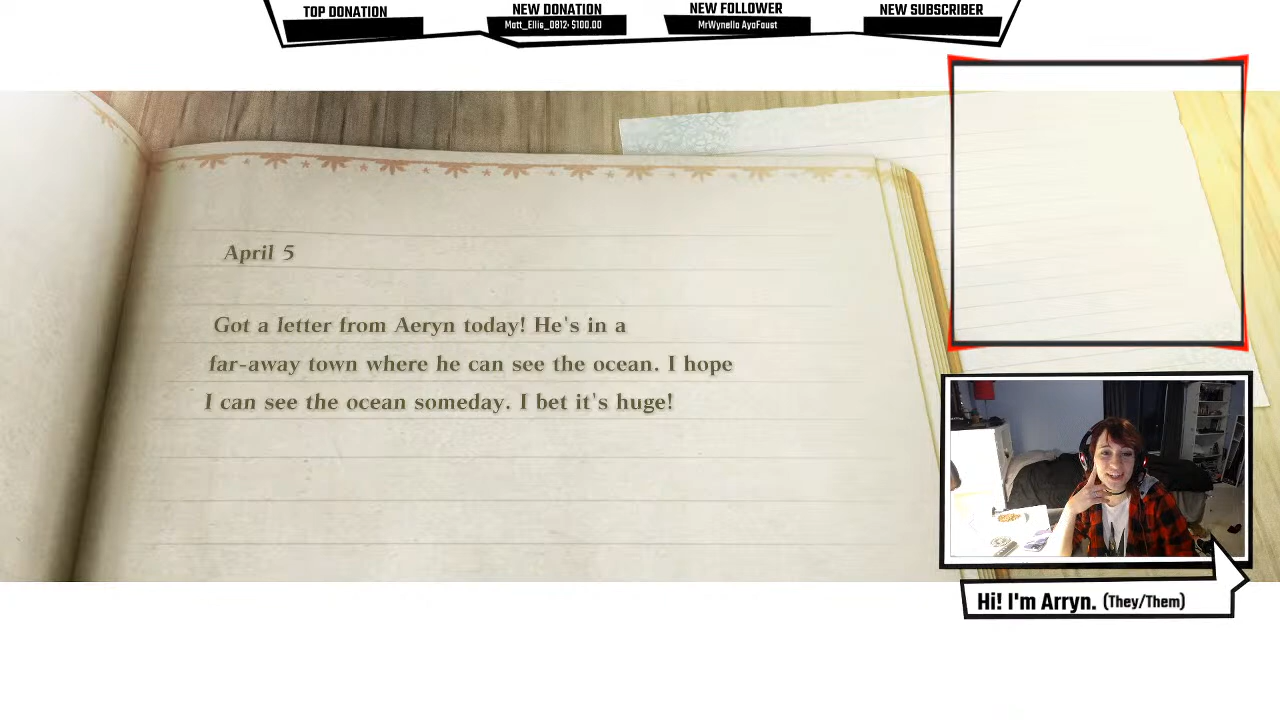 TOP DONATION
NEW DONATION
Matt_Ellis_0812: $100.00
NEW FOLLOWER
MrWynello AyoFaust
NEW SUBSCRIBER
April 5
Got a letter from Aeryn today! He's in a
far-away town where he can see the ocean. I hope
I can see the ocean someday. I bet it's huge!
Hi! I'm Arryn. (They/Them)